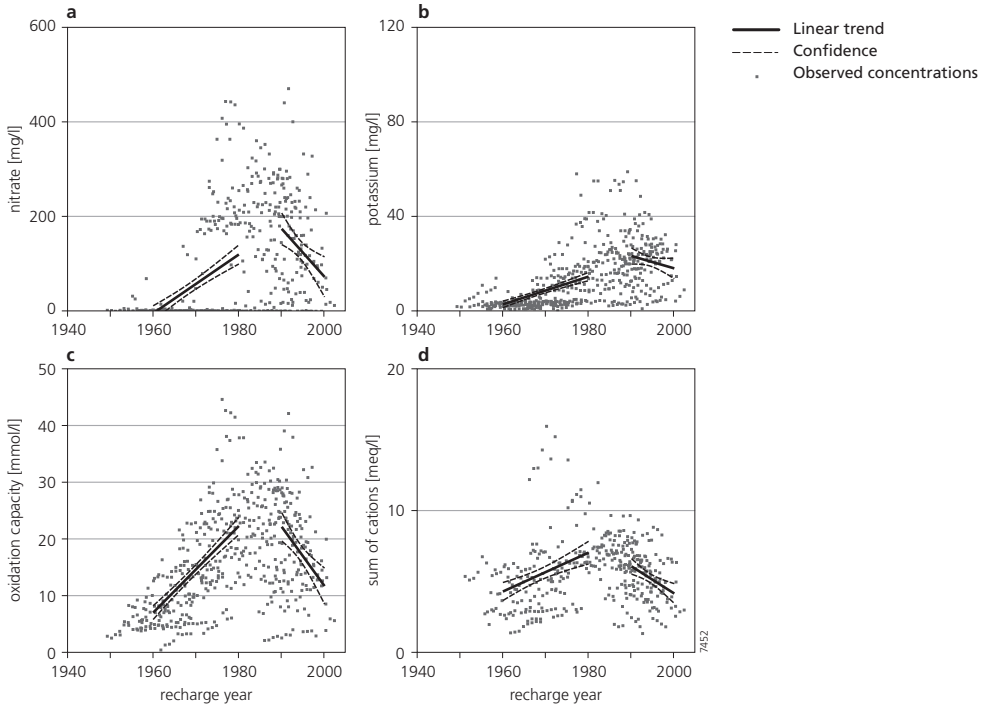 a
600
400
200
0
nitrate [mg/l]
1940
1960
1980
2000
b
120
80
40
0
potassium [mg/l]
1940
1960
1980
2000
Linear trend
Confidence
Observed concentrations
c
50
40
30
20
10
0
oxidation capacity [mmol/l]
1940
1960
1980
2000
recharge year
d
20
10
0
sum of cations [meq/l]
1940
1960
1980
2000
recharge year
7452